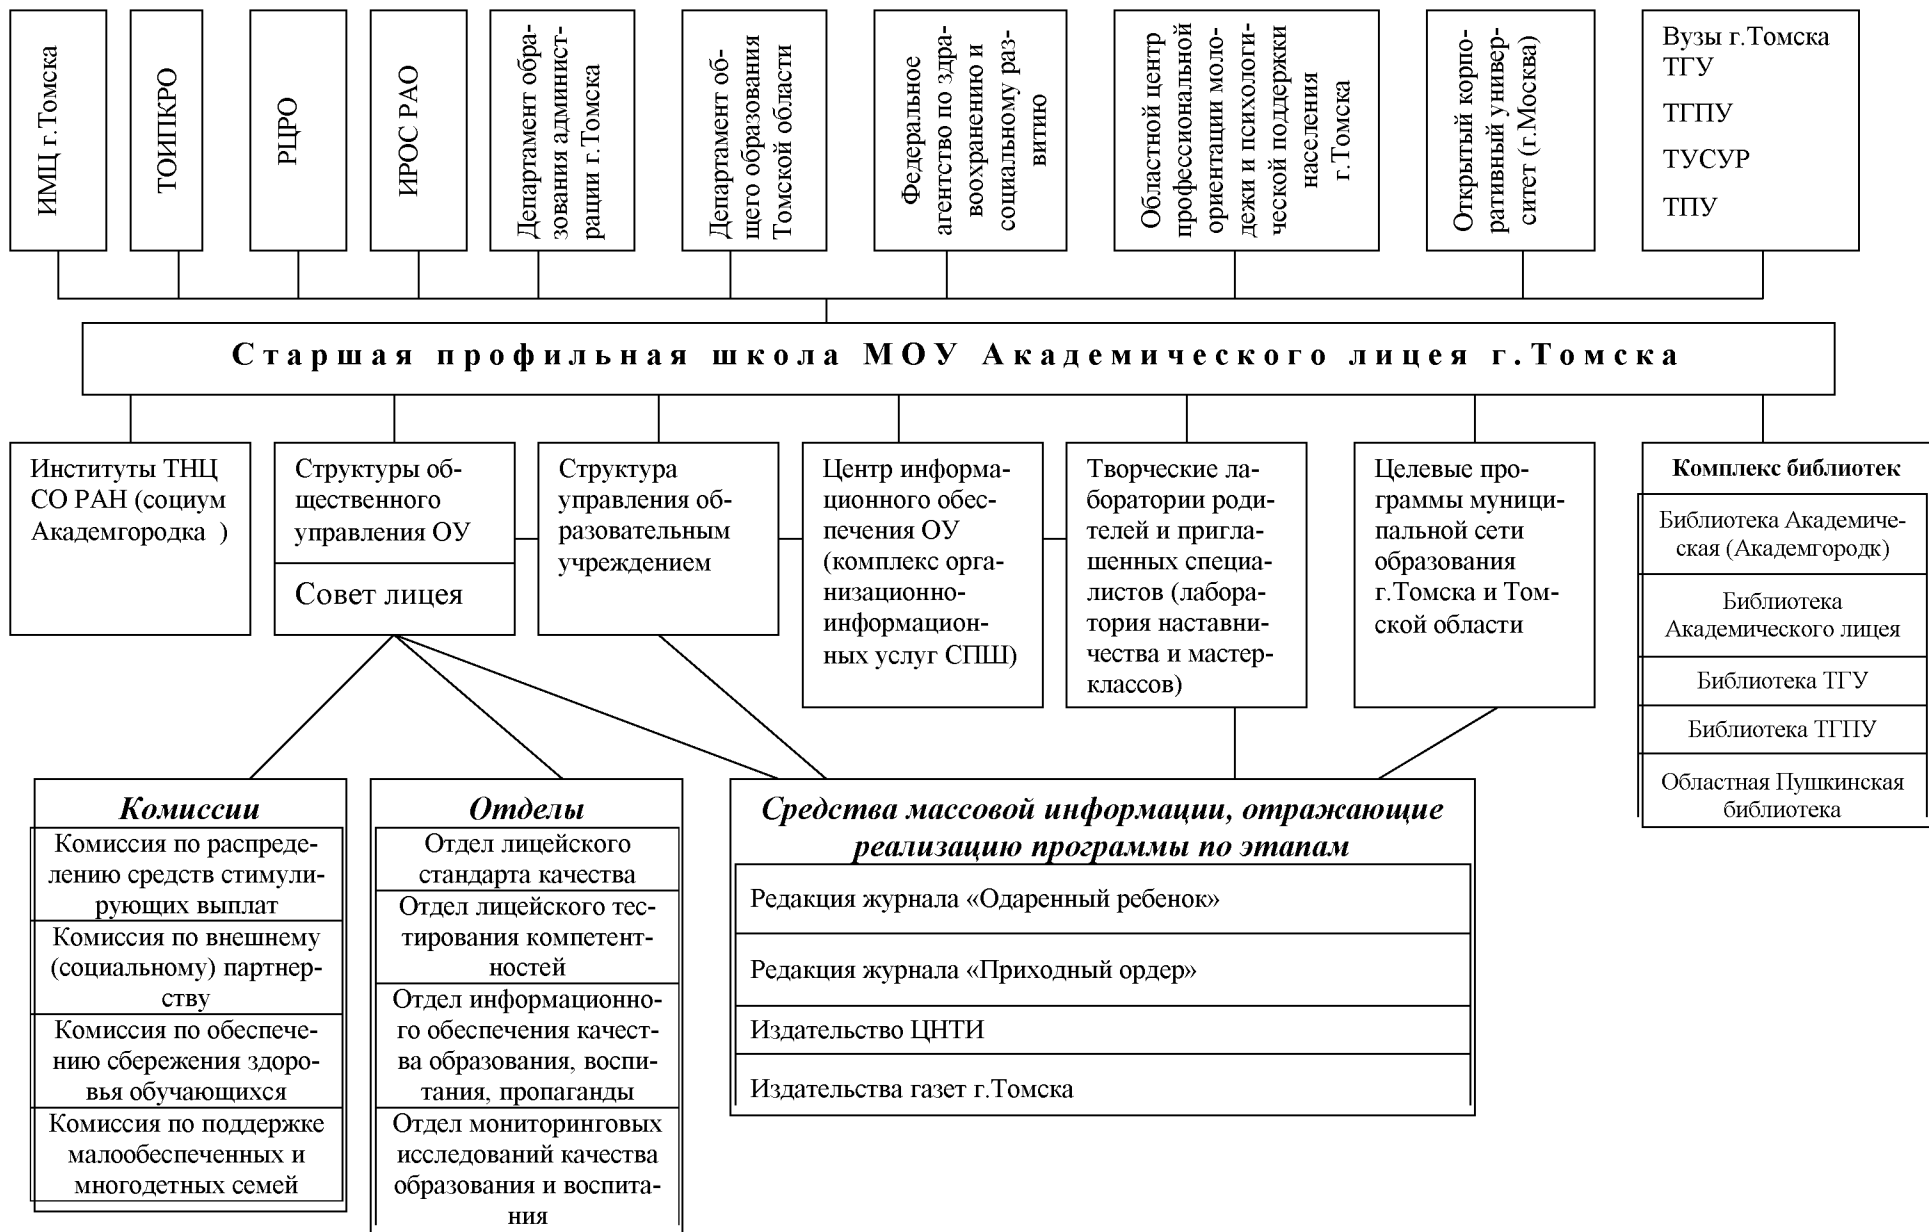 ИМЦ г.Томска
ТОИПКРО
РЦРО
ИРОС РАО
Департамент обра-
зования админист-
рации г.Томска
Департамент об-
щего образования
Томской области
Федеральное
агентство по здра-
воохранению и
социальному раз-
витию
Областной центр
профессиональной
ориентации моло-
дежи и психологи-
ческой поддержки
населения
г.Томска
Открытый корпо-
ративный универ-
ситет (г.Москва)
Вузы г.Томска
ТГУ
ТГПУ
ТУСУР
ТПУ
Старшая профильная школа МОУ Академического лицея г.Томска
Институты ТНЦ
СО РАН (социум
Академгородка )
Структуры об-
щественного
управления ОУ
Совет лицея
Структура
управления об-
разовательным
учреждением
Центр информа-
ционного обес-
печения ОУ
(комплекс орга-
низационно-
информацион-
ных услуг СПШ)
Творческие ла-
боратории роди-
телей и пригла-
шенных специа-
листов (лабора-
тория наставни-
чества и мастер-
классов)
Целевые про-
граммы муници-
пальной сети
образования
г.Томска и Том-
ской области
Комплекс библиотек
Библиотека Академиче-
ская (Академгородк)
Библиотека
Академического лицея
Библиотека ТГУ
Библиотека ТГПУ
Областная Пушкинская
библиотека
Комиссии
Комиссия по распреде-
лению средств стимули-
рующих выплат
Комиссия по внешнему
(социальному) партнер-
ству
Комиссия по обеспече-
нию сбережения здоро-
вья обучающихся
Комиссия по поддержке
малообеспеченных и
многодетных семей
Отделы
Отдел лицейского
стандарта качества
Отдел лицейского тес-
тирования компетент-
ностей
Отдел информационно-
го обеспечения качест-
ва образования, воспи-
тания, пропаганды
Отдел мониторинговых
исследований качества
образования и воспита-
ния
Средства массовой информации, отражающие
реализацию программы по этапам
Редакция журнала «Одаренный ребенок»
Редакция журнала «Приходный ордер»
Издательство ЦНТИ
Издательства газет г.Томска